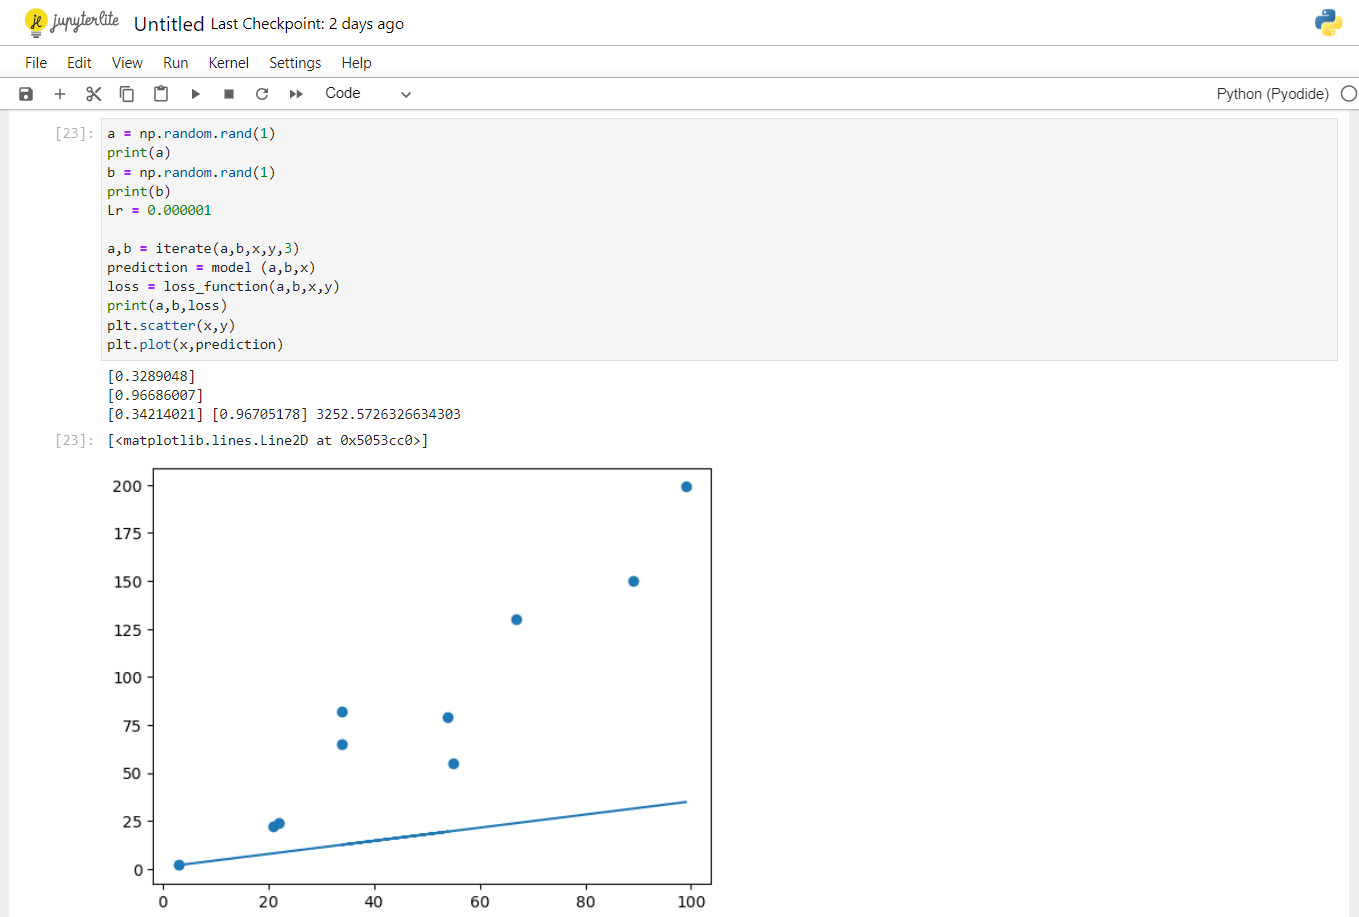 jupyterlite Untitled Last Checkpoint: 2 days ago
File Edit View Run Kernel Settings Help
Code Python (Pyodide)
[23]: a = np.random.rand(1)
print(a)
b = np.random.rand(1)
print(b)
Lr = 0.000001
a,b = iterate(a,b,x,y,3)
prediction = model (a,b,x)
loss = loss_function(a,b,x,y)
print(a,b,loss)
plt.scatter(x,y)
plt.plot(x,prediction)
[0.3289048]
[0.96686007]
[0.34214021] [0.96705178] 3252.5726326634303
[23]: [<matplotlib.lines.Line2D at 0x5053cc0>]
200
175
150
125
100
75
50
25
0
0 20 40 60 80 100